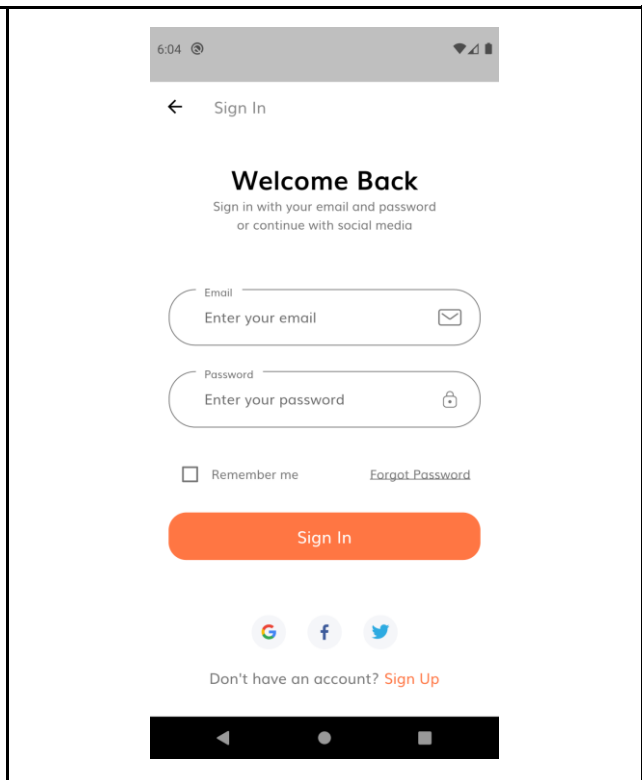 6:04
Sign In
Welcome Back
Sign in with your email and password
or continue with social media
Email
Enter your email
Password
Enter your password
Remember me Forgot Password
Sign In
Don't have an account? Sign Up